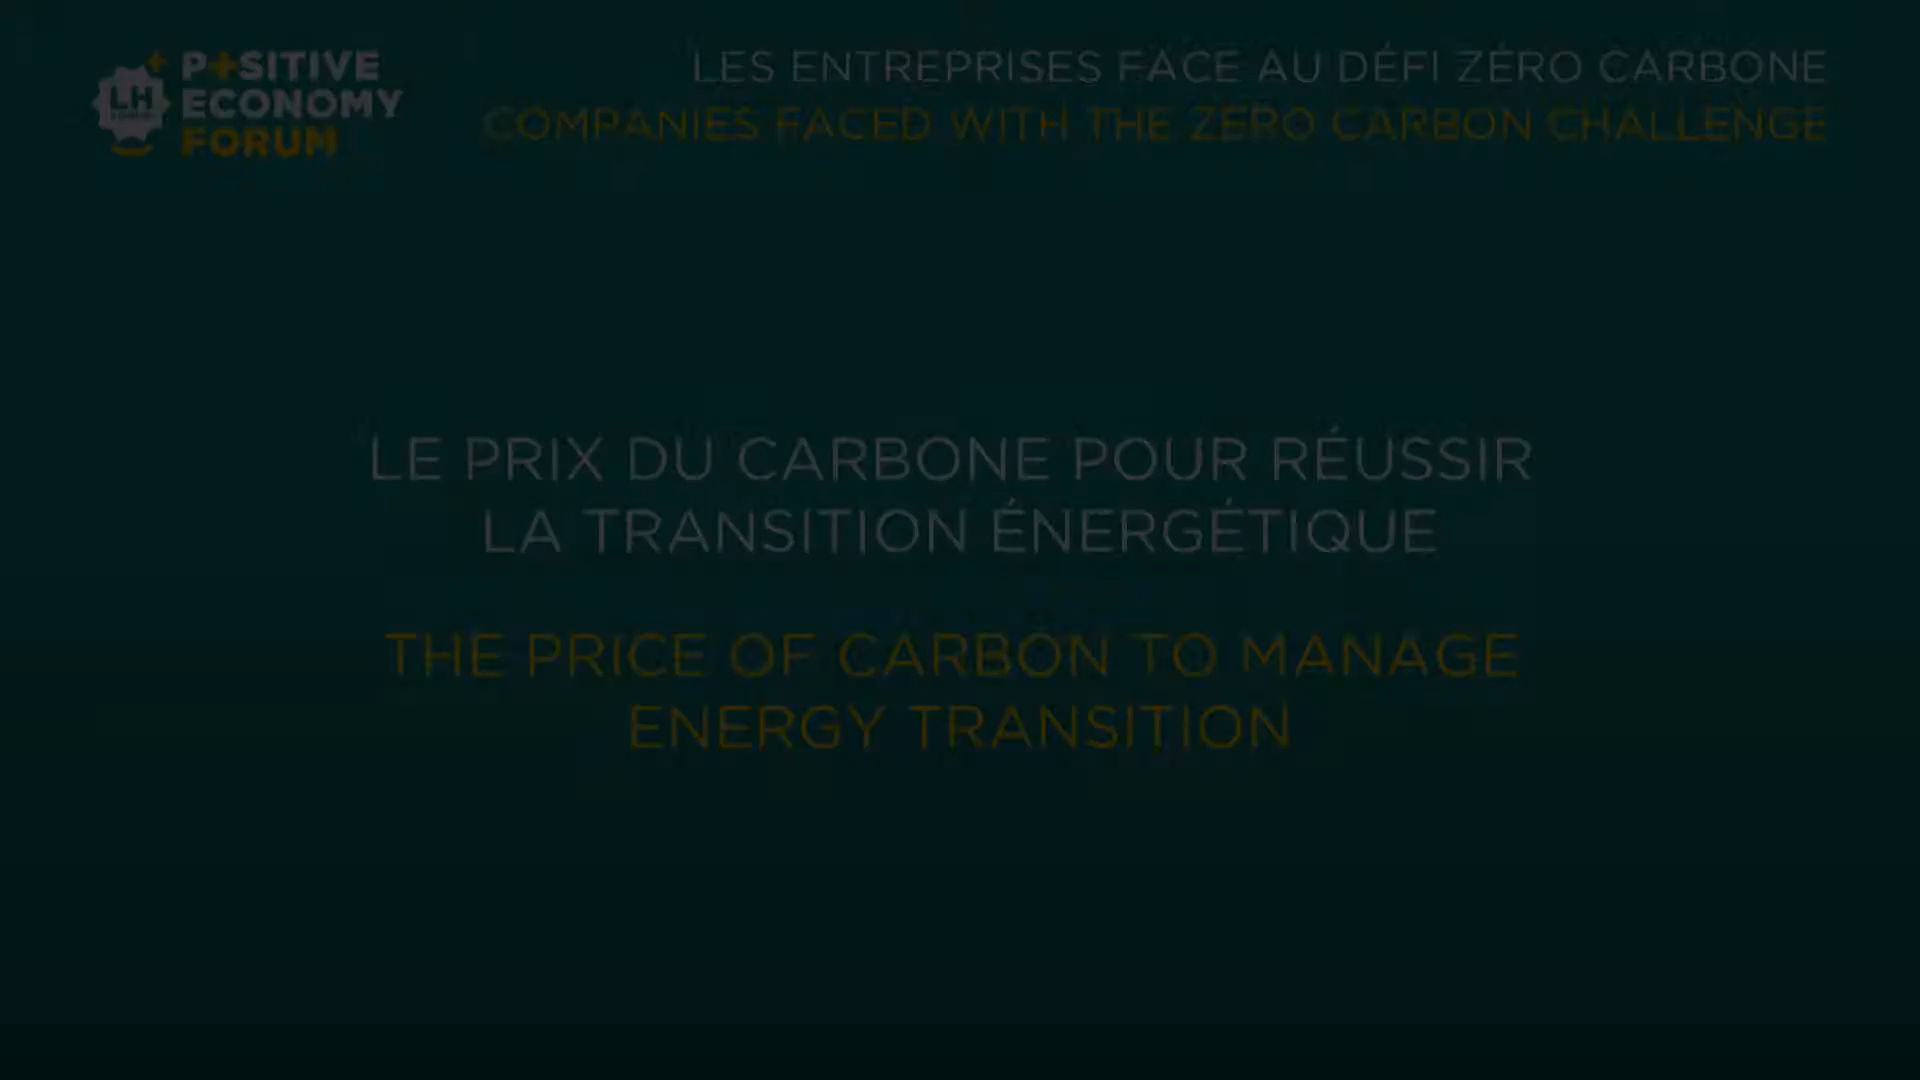 P+SITIVE
ECONOMY
FORUM
LH
LES ENTREPRISES FACE AU DÉFI ZÉRO CARBONE
COMPANIES FACED WITH THE ZERO CARBON CHALLENGE
LE PRIX DU CARBONE POUR RÉUSSIR
LA TRANSITION ÉNERGÉTIQUE
THE PRICE OF CARBON TO MANAGE
ENERGY TRANSITION